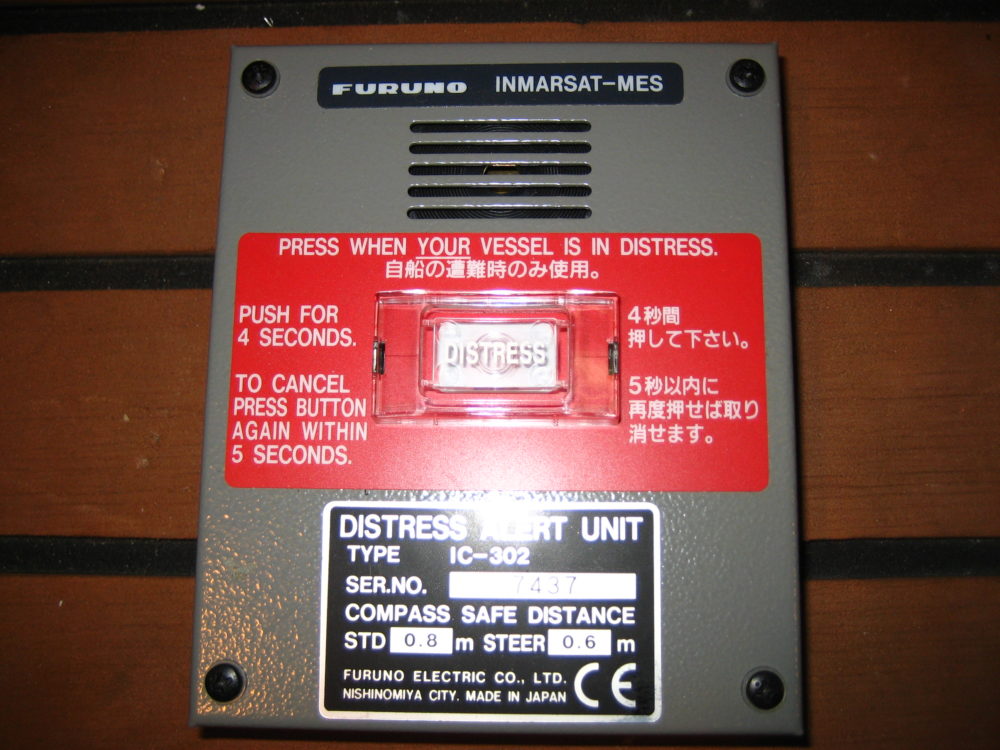 FURUNO INMARSAT-MES
PRESS WHEN YOUR VESSEL IS IN DISTRESS.
自船の遭難時のみ使用。
PUSH FOR
4 SECONDS.
TO CANCEL
PRESS BUTTON
AGAIN WITHIN
5 SECONDS.
DISTRESS
4秒間
押して下さい。
5秒以内に
再度押せば取り
消せます。
DISTRESS ALERT UNIT
TYPE IC-302
SER.NO. 7437
COMPASS SAFE DISTANCE
STD 0.8 m STEER 0.6 m
FURUNO ELECTRIC CO., LTD.
NISHINOMIYA CITY. MADE IN JAPAN
CE